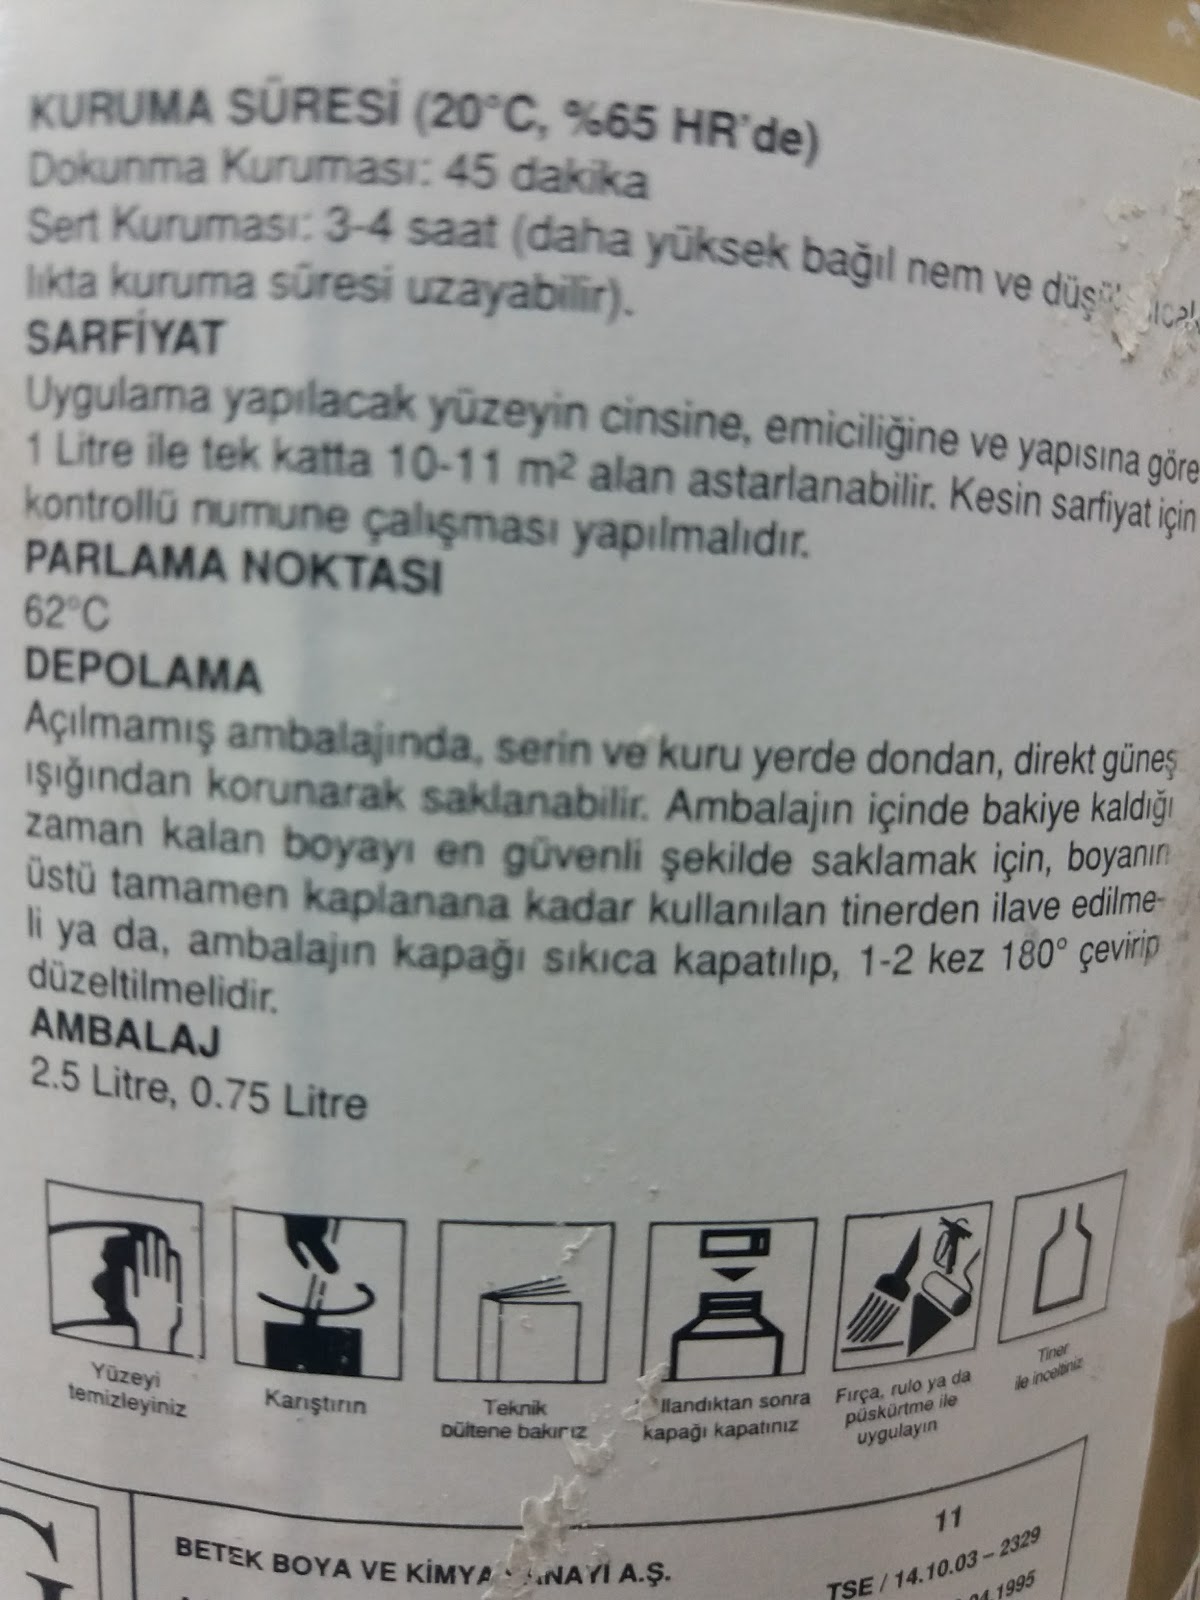 KURUMA SÜRESİ (20°C, %65 HR'de)
Dokunma Kuruması: 45 dakika
Sert Kuruması: 3-4 saat (daha yüksek bağıl nem ve
lıkta kuruma süresi uzayabilir).
SARFİYAT
Uygulama yapılacak yüzeyin cinsine, emiciliğine ve yapısına göre
1 Litre ile tek katta 10-11 m2 alan astarlanabilir. Kesin sarfiyat için
kontrollü numune çalışması yapılmalıdır.
PARLAMA NOKTASI
62°C
DEPOLAMA
Açılmamış ambalajında, serin ve kuru yerde dondan, direkt güneş
ışığından korunarak saklanabilir. Ambalajın içinde bakiye kaldığı
zaman kalan boyayı en güvenli şekilde saklamak için, boyanın
üstü tamamen kaplanana kadar kullanılan tinerden ilave edilme-
li ya da, ambalajın kapağı sıkıca kapatılıp, 1-2 kez 180° çevirip
düzeltilmelidir.
AMBALAJ
2.5 Litre, 0.75 Litre
Yüzeyi
temizleyiniz
Karıştırın
Teknik
bültene bakınız
llandıktan sonra
kapağı kapatınız
Fırça, rulo ya da
püskürtme ile
uygulayın
Tiner
ile inceltiniz
BETEK BOYA VE KİMYA ANAYİ A.Ş.
11
TSE / 14.10.03 – 2329
04.1995